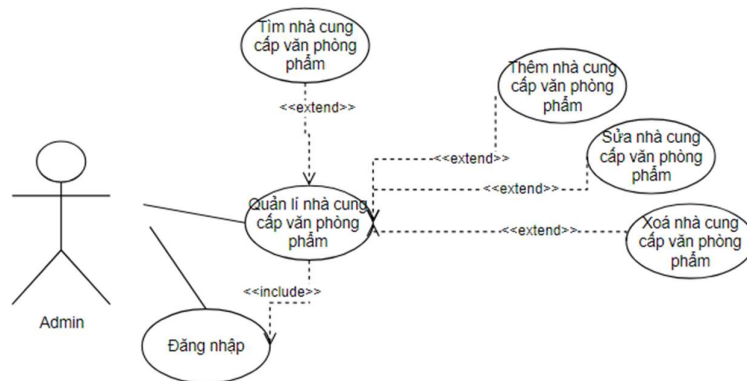 Tìm nhà cung
cấp văn phòng
phẩm
<<extend>>
Thêm nhà cung
cấp văn phòng
phẩm
<<extend>>
Sửa nhà cung
cấp văn phòng
phẩm
<<extend>>
Quản lí nhà cung
cấp văn phòng
phẩm
Xoá nhà cung
cấp văn phòng
phẩm
<<extend>>
<<include>>
Admin
Đăng nhập